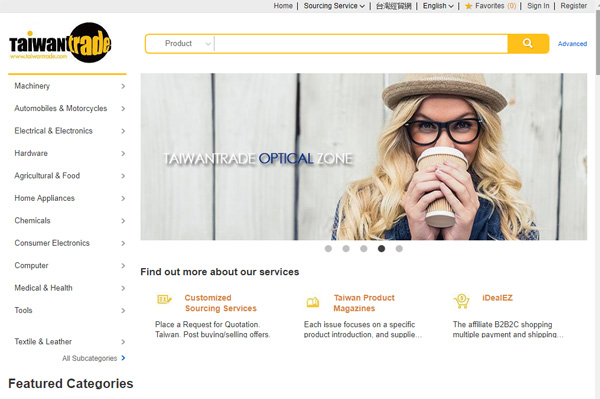 Home | Sourcing Service | 台灣經貿網 | English | Favorites (0) | Sign In | Register
Taiwantrade
www.taiwantrade.com
Product
Advanced
Machinery
Automobiles & Motorcycles
Electrical & Electronics
Hardware
Agricultural & Food
Home Appliances
Chemicals
Consumer Electronics
Computer
Medical & Health
Tools
Textile & Leather
All Subcategories
TAIWANTRADE OPTICAL ZONE
Find out more about our services
Customized
Sourcing Services
Place a Request for Quotation.
Taiwan. Post buying/selling offers.
Taiwan Product
Magazines
Each issue focuses on a specific
product introduction, and supplie...
iDealEZ
The affiliate B2B2C shopping
multiple payment and shipping...
Featured Categories